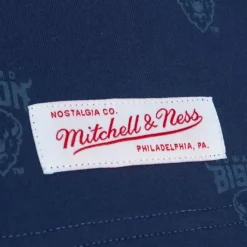 NOSTALGIA CO.
Mitchell & Ness
PHILADELPHIA, PA.